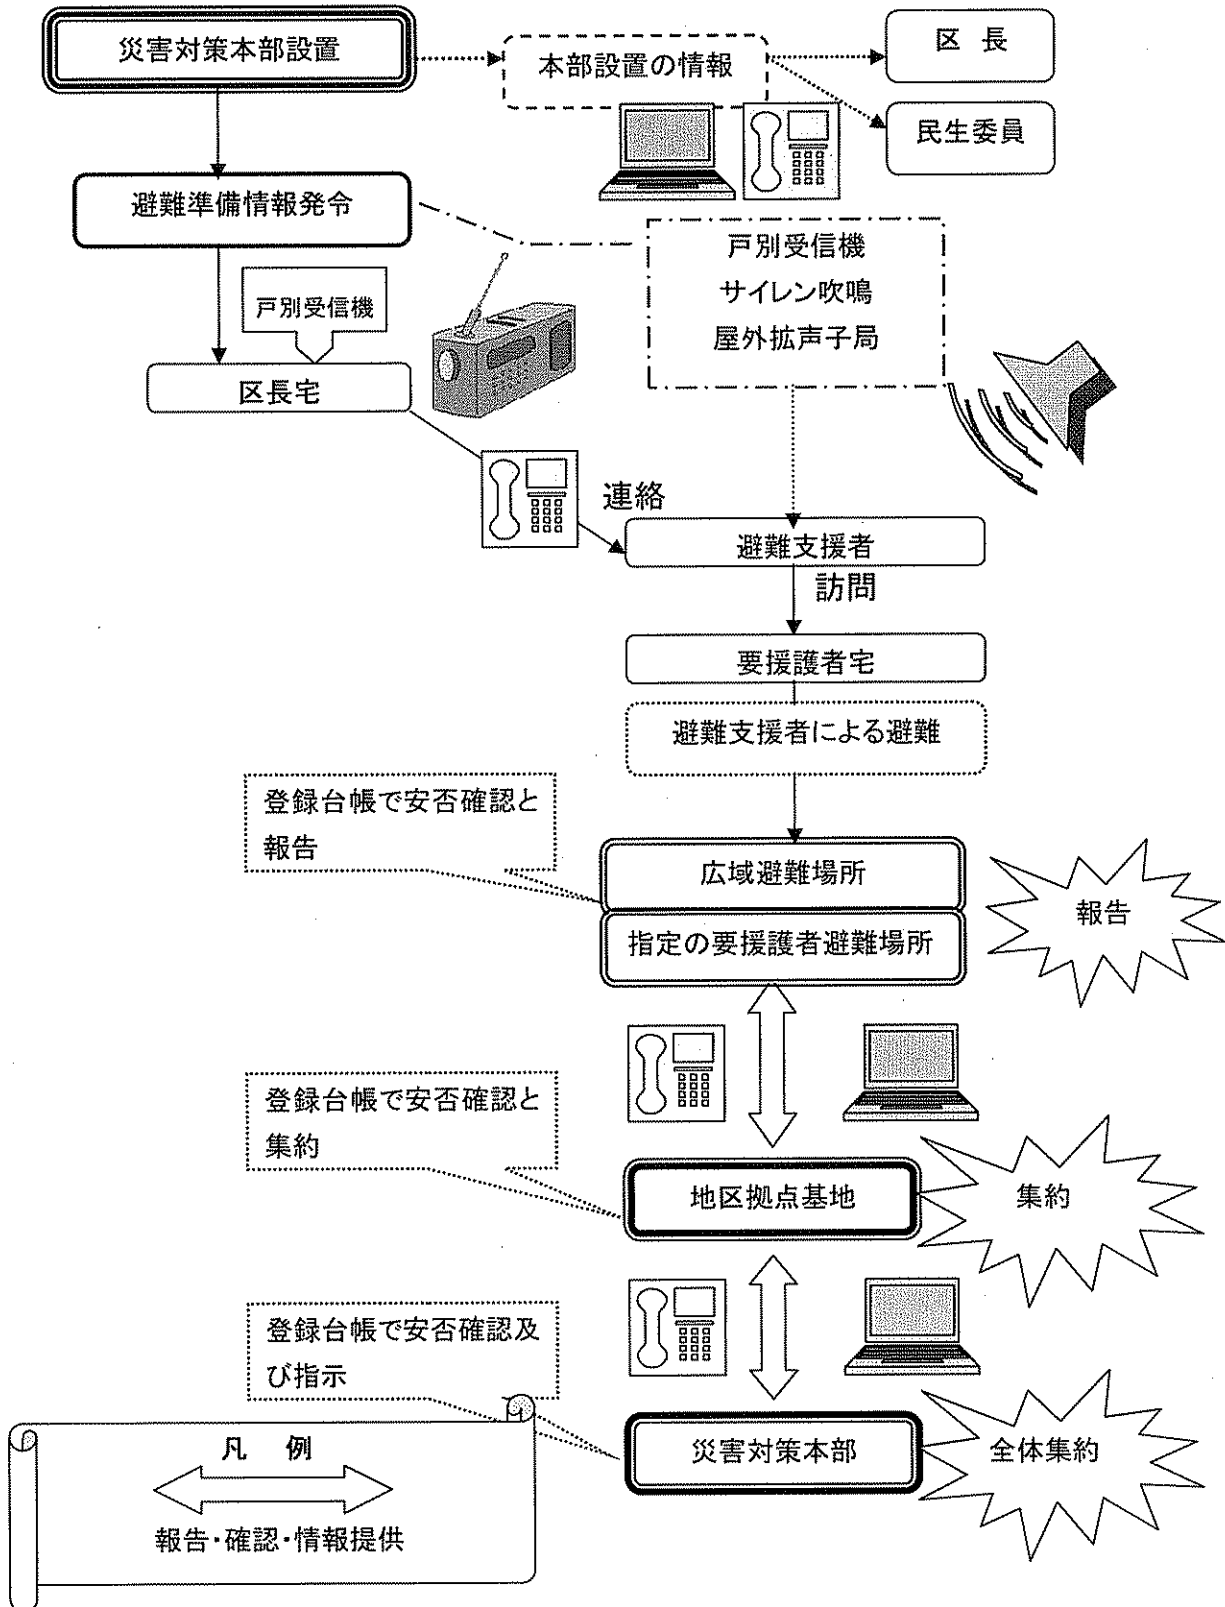 災害対策本部設置
本部設置の情報
区 長
民生委員
避難準備情報発令
戸別受信機
サイレン吹鳴
屋外拡声子局
戸別受信機
区長宅
連絡
避難支援者
訪問
要援護者宅
避難支援者による避難
登録台帳で安否確認と
報告
広域避難場所
報告
指定の要援護者避難場所
登録台帳で安否確認と
集約
地区拠点基地
集約
登録台帳で安否確認及
び指示
災害対策本部
全体集約
凡 例
報告・確認・情報提供